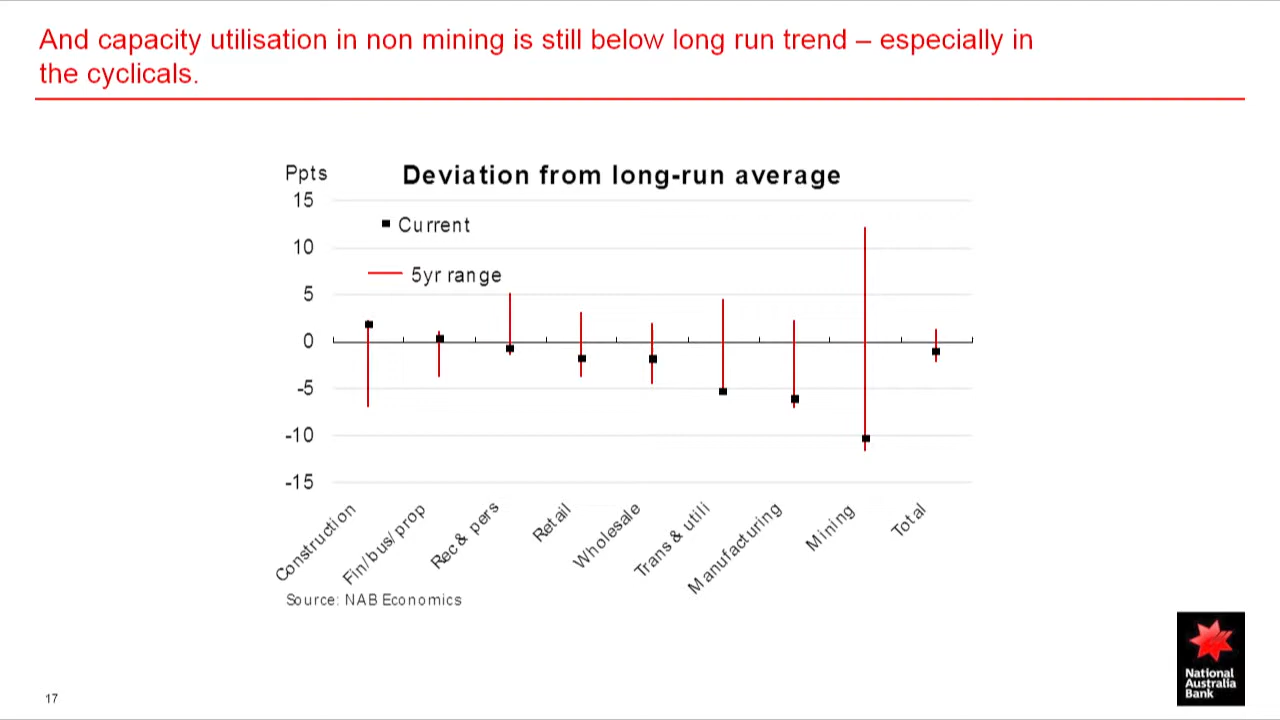 And capacity utilisation in non mining is still below long run trend – especially in
the cyclicals.
Ppts
Deviation from long-run average
15
10
5
0
-5
-10
-15
Current
5yr range
Construction
Fin/bus/prop
Rec & pers
Retail
Wholesale
Trans & utili
Manufacturing
Mining
Total
Source: NAB Economics
National
Australia
Bank
17